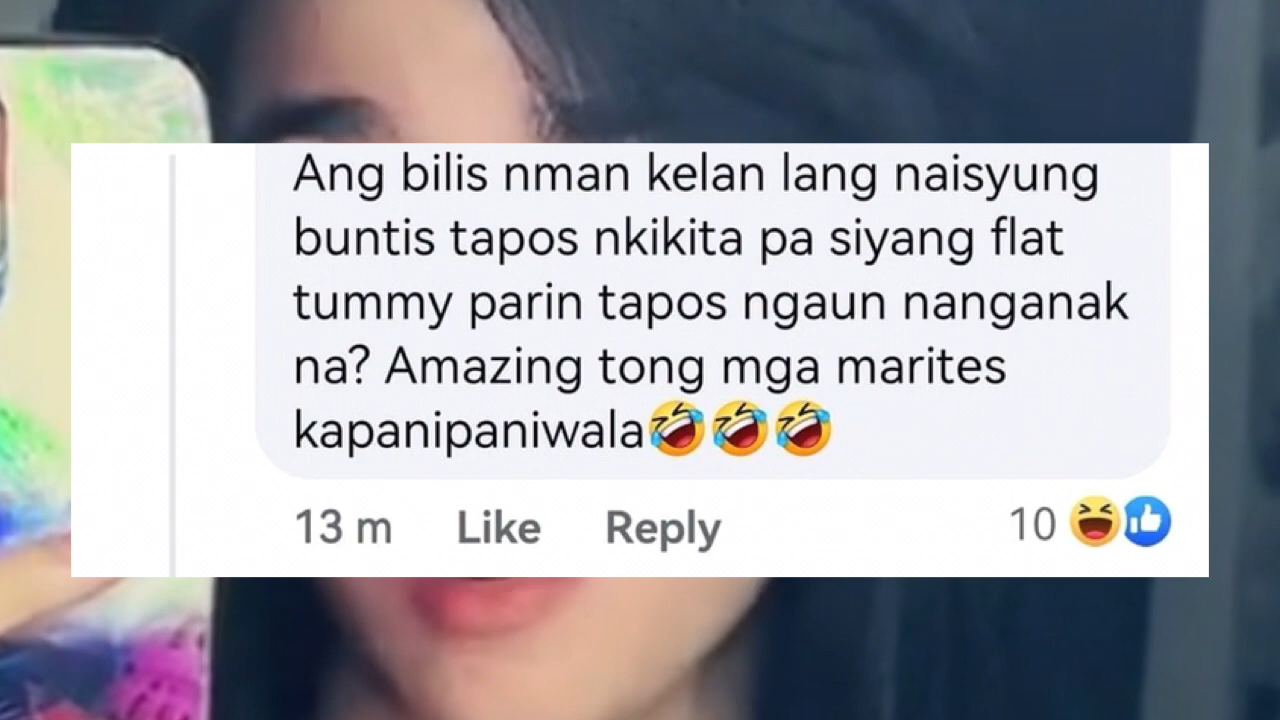 Ang bilis nman kelan lang naisyung
buntis tapos nkikita pa siyang flat
tummy parin tapos ngaun nanganak
na? Amazing tong mga marites
kapanipaniwala🤣🤣🤣
13 m Like Reply 10